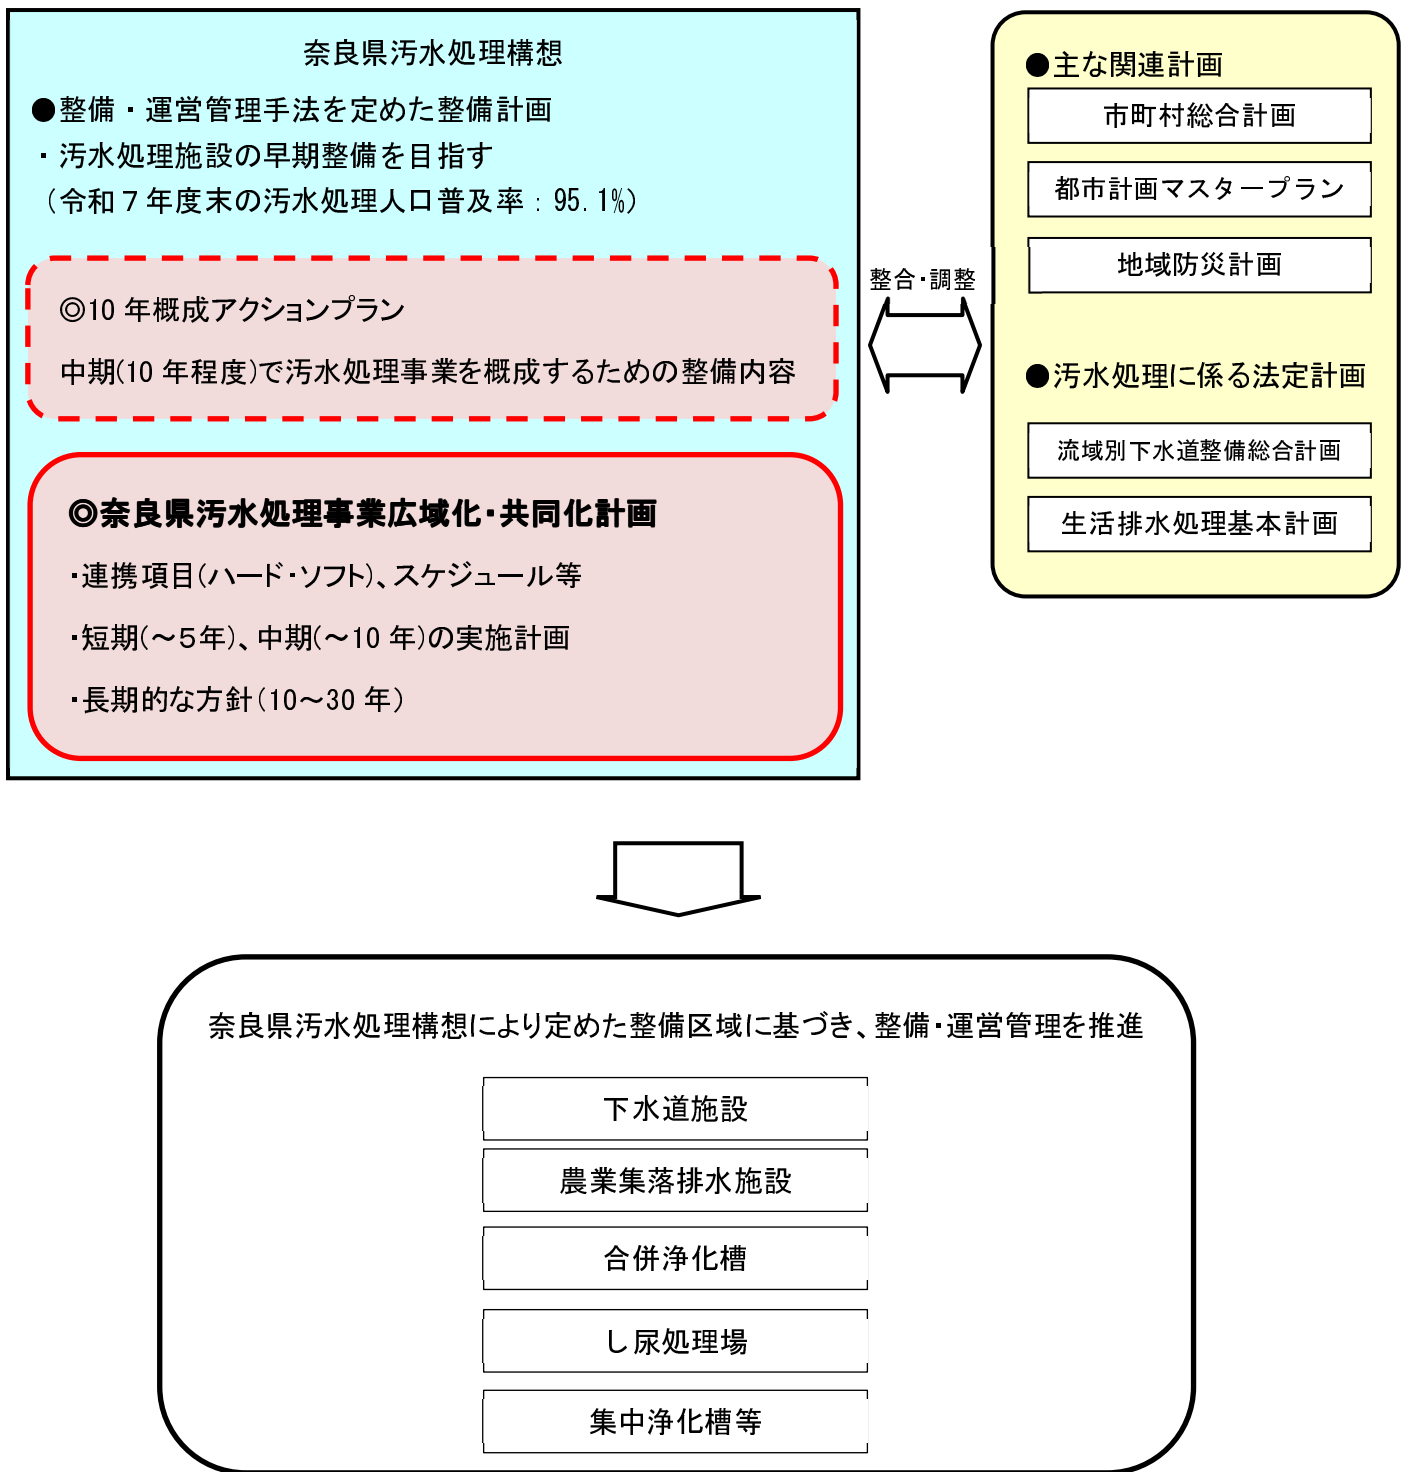 奈良県汚水処理構想
●整備・運営管理手法を定めた整備計画
・汚水処理施設の早期整備を目指す
（令和７年度末の汚水処理人口普及率：95.1%）
◎10 年概成アクションプラン
中期(10 年程度)で汚水処理事業を概成するための整備内容
◎奈良県汚水処理事業広域化・共同化計画
・連携項目(ハード・ソフト)、スケジュール等
・短期(～５年)、中期(～10 年)の実施計画
・長期的な方針(10～30 年)
整合・調整
●主な関連計画
市町村総合計画
都市計画マスタープラン
地域防災計画
●汚水処理に係る法定計画
流域別下水道整備総合計画
生活排水処理基本計画
奈良県汚水処理構想により定めた整備区域に基づき、整備・運営管理を推進
下水道施設
農業集落排水施設
合併浄化槽
し尿処理場
集中浄化槽等